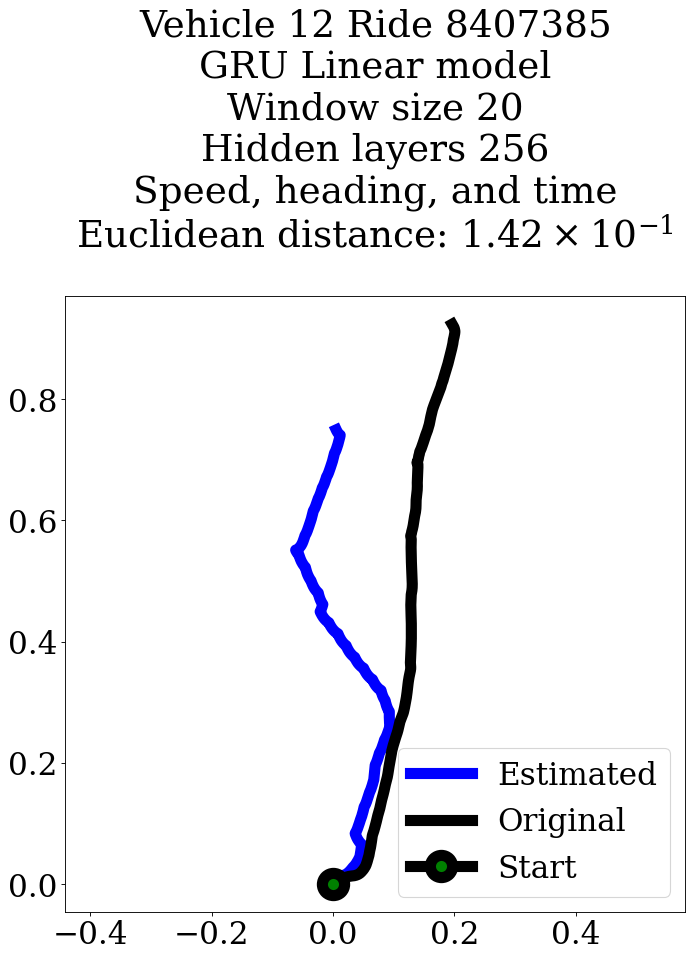 Vehicle 12 Ride 8407385
GRU Linear model
Window size 20
Hidden layers 256
Speed, heading, and time
Euclidean distance: 1.42 × 10⁻¹
0.8
0.6
0.4
0.2
0.0
Estimated
Original
Start
−0.4 −0.2 0.0 0.2 0.4